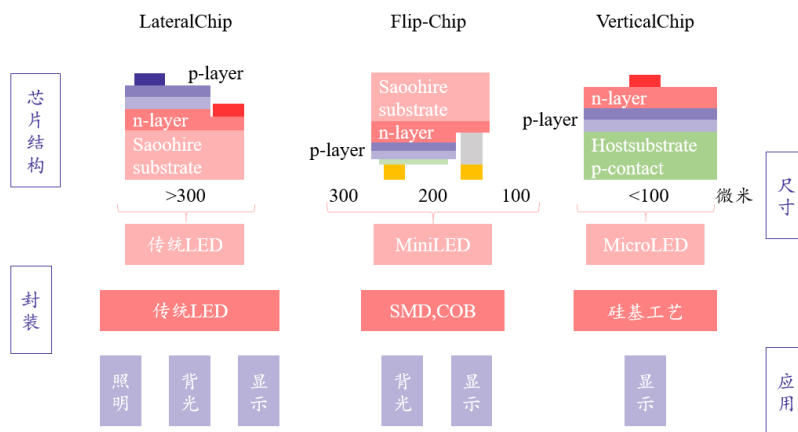 LateralChip
Flip-Chip
VerticalChip
芯片结构
p-layer
n-layer
Saoohire
substrate
Saoohire
substrate
n-layer
p-layer
n-layer
p-layer
Hostsubstrate
p-contact
尺寸
>300
300
200
100
<100
微米
传统LED
MiniLED
MicroLED
封装
传统LED
SMD,COB
硅基工艺
照明
背光
显示
背光
显示
显示
应用